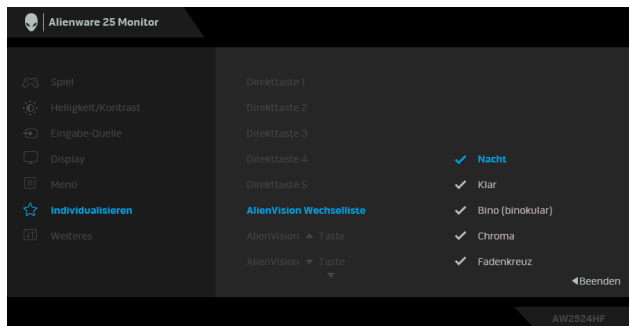 Alienware 25 Monitor
Spiel
Helligkeit/Kontrast
Eingabe-Quelle
Display
Menü
Individualisieren
Weiteres
Direkttaste 1
Direkttaste 2
Direkttaste 3
Direkttaste 4
Direkttaste 5
AlienVision Wechselliste
AlienVision ▲ Taste
AlienVision ▼ Taste
Nacht
Klar
Bino (binokular)
Chroma
Fadenkreuz
Beenden
AW2524HF